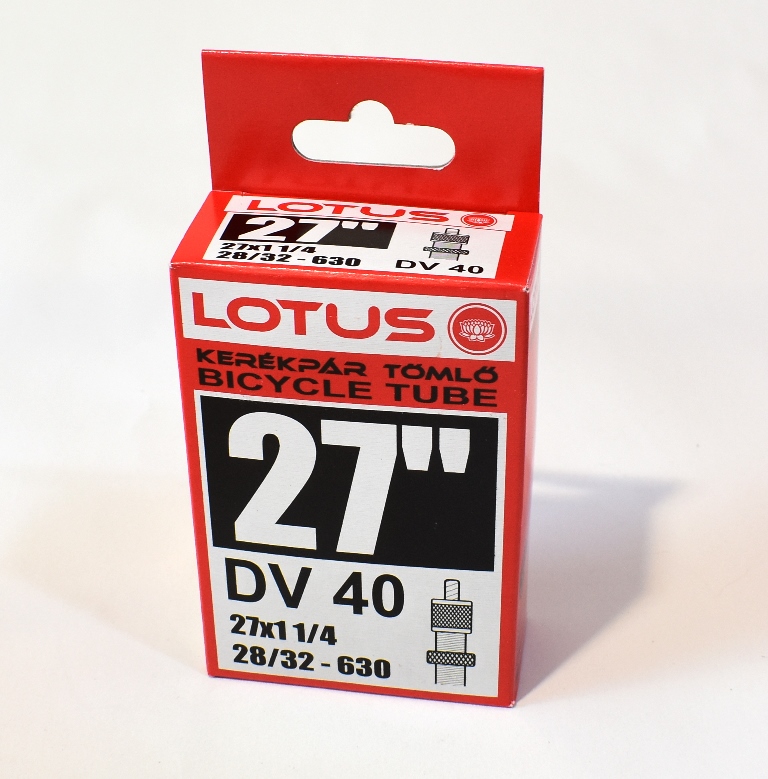 LOTUS
27"
27x1 1/4
28/32 - 630
DV 40
LOTUS
KERÉKPÁR TÖMLŐ
BICYCLE TUBE
27"
DV 40
27x1 1/4
28/32 - 630